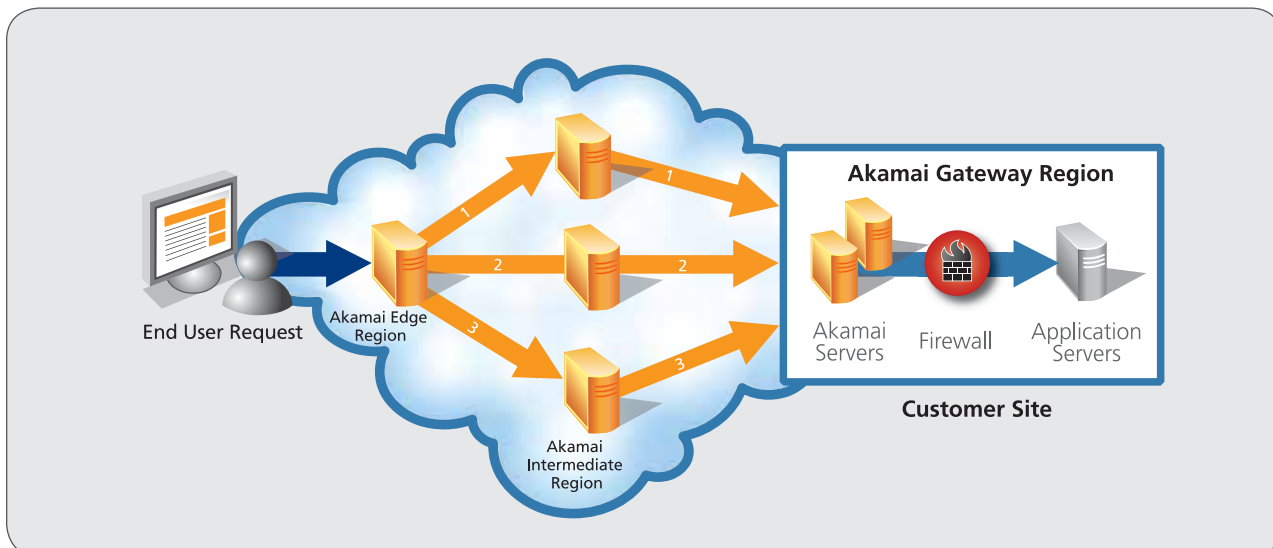 End User Request
Akamai Edge
Region
1
2
3
Akamai
Intermediate
Region
1
2
3
Akamai Gateway Region
Akamai
Servers
Firewall
Application
Servers
Customer Site